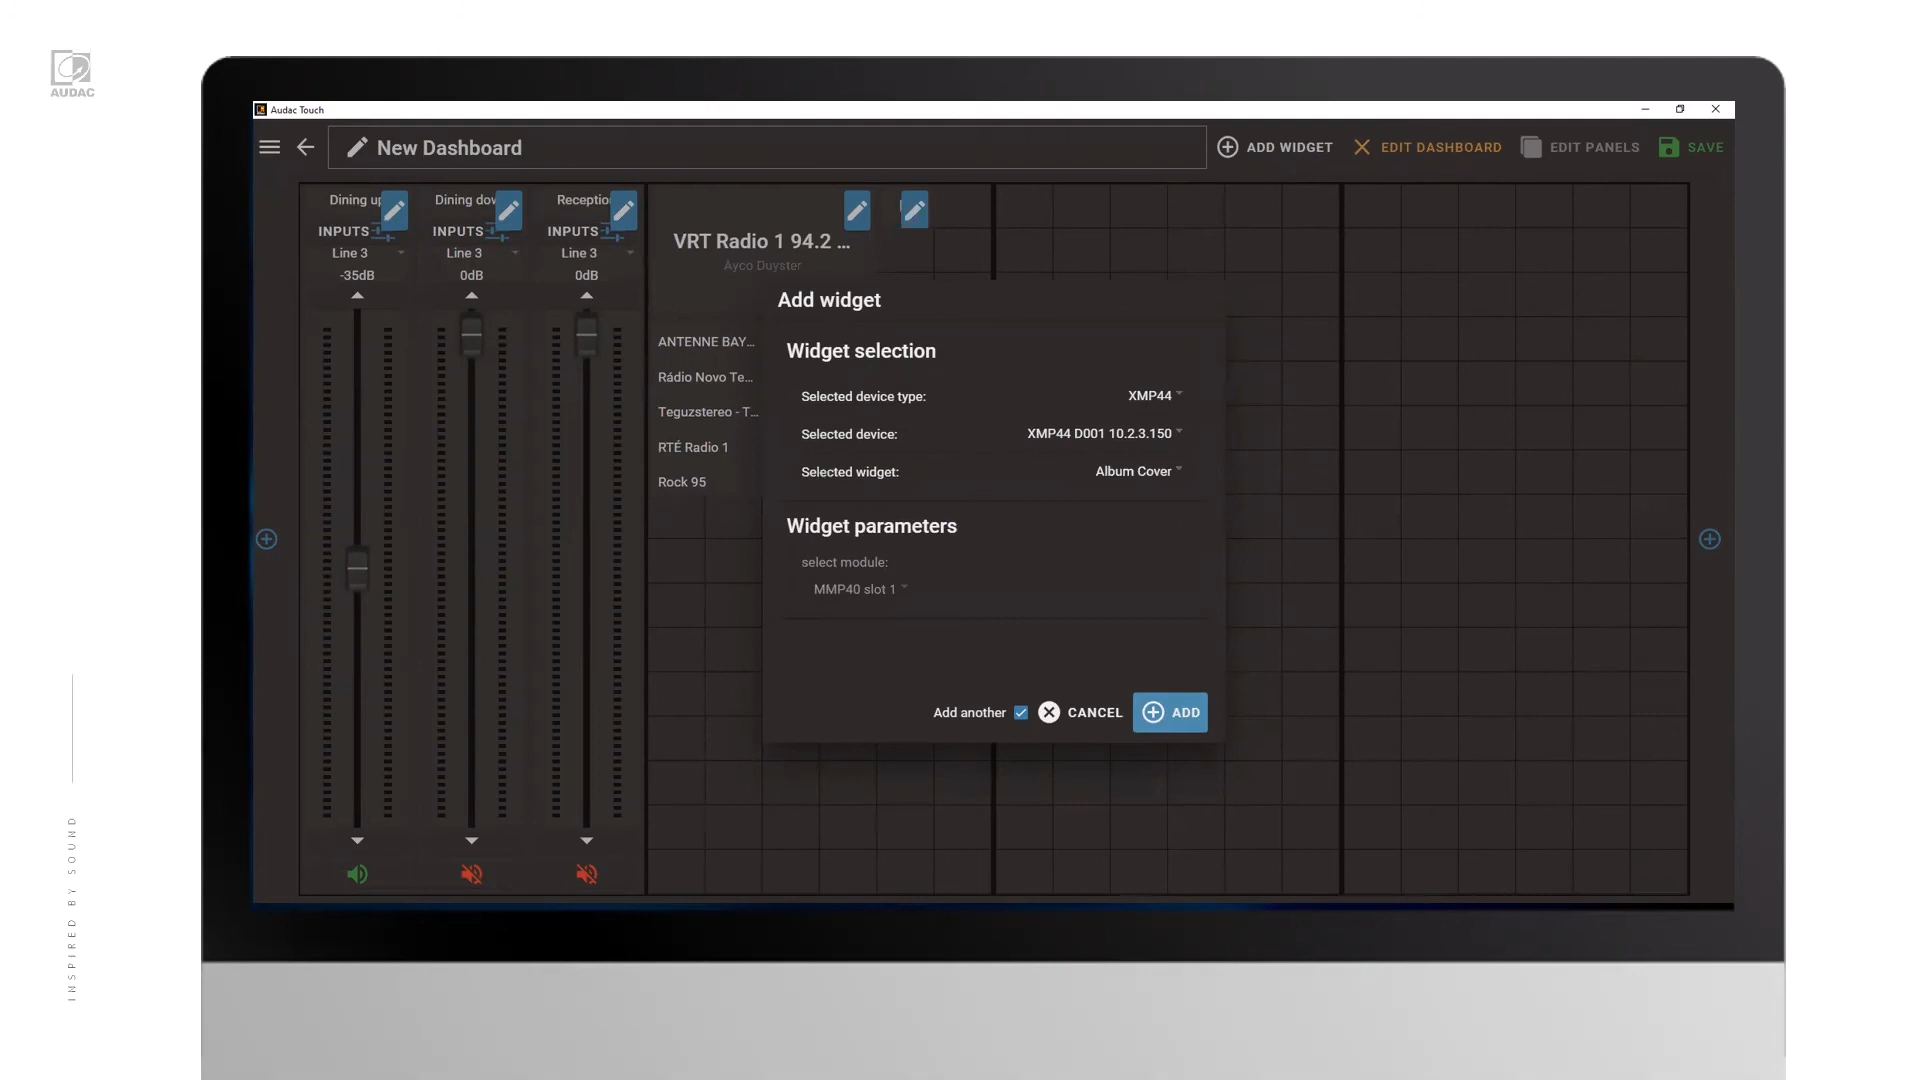 AUDAC
Audac Touch
New Dashboard
ADD WIDGET
EDIT DASHBOARD
EDIT PANELS
SAVE
Dining up
Dining dow
Reception
INPUTS
INPUTS
INPUTS
Line 3
Line 3
Line 3
-35dB
0dB
0dB
VRT Radio 1 94.2 ...
Ayco Duyster
ANTENNE BAY...
Rádio Novo Te...
Teguzstereo - T...
RTÉ Radio 1
Rock 95
Add widget
Widget selection
Selected device type: XMP44
Selected device: XMP44 D001 10.2.3.150
Selected widget: Album Cover
Widget parameters
select module:
MMP40 slot 1
Add another
CANCEL
ADD
INSPIRED BY SOUND